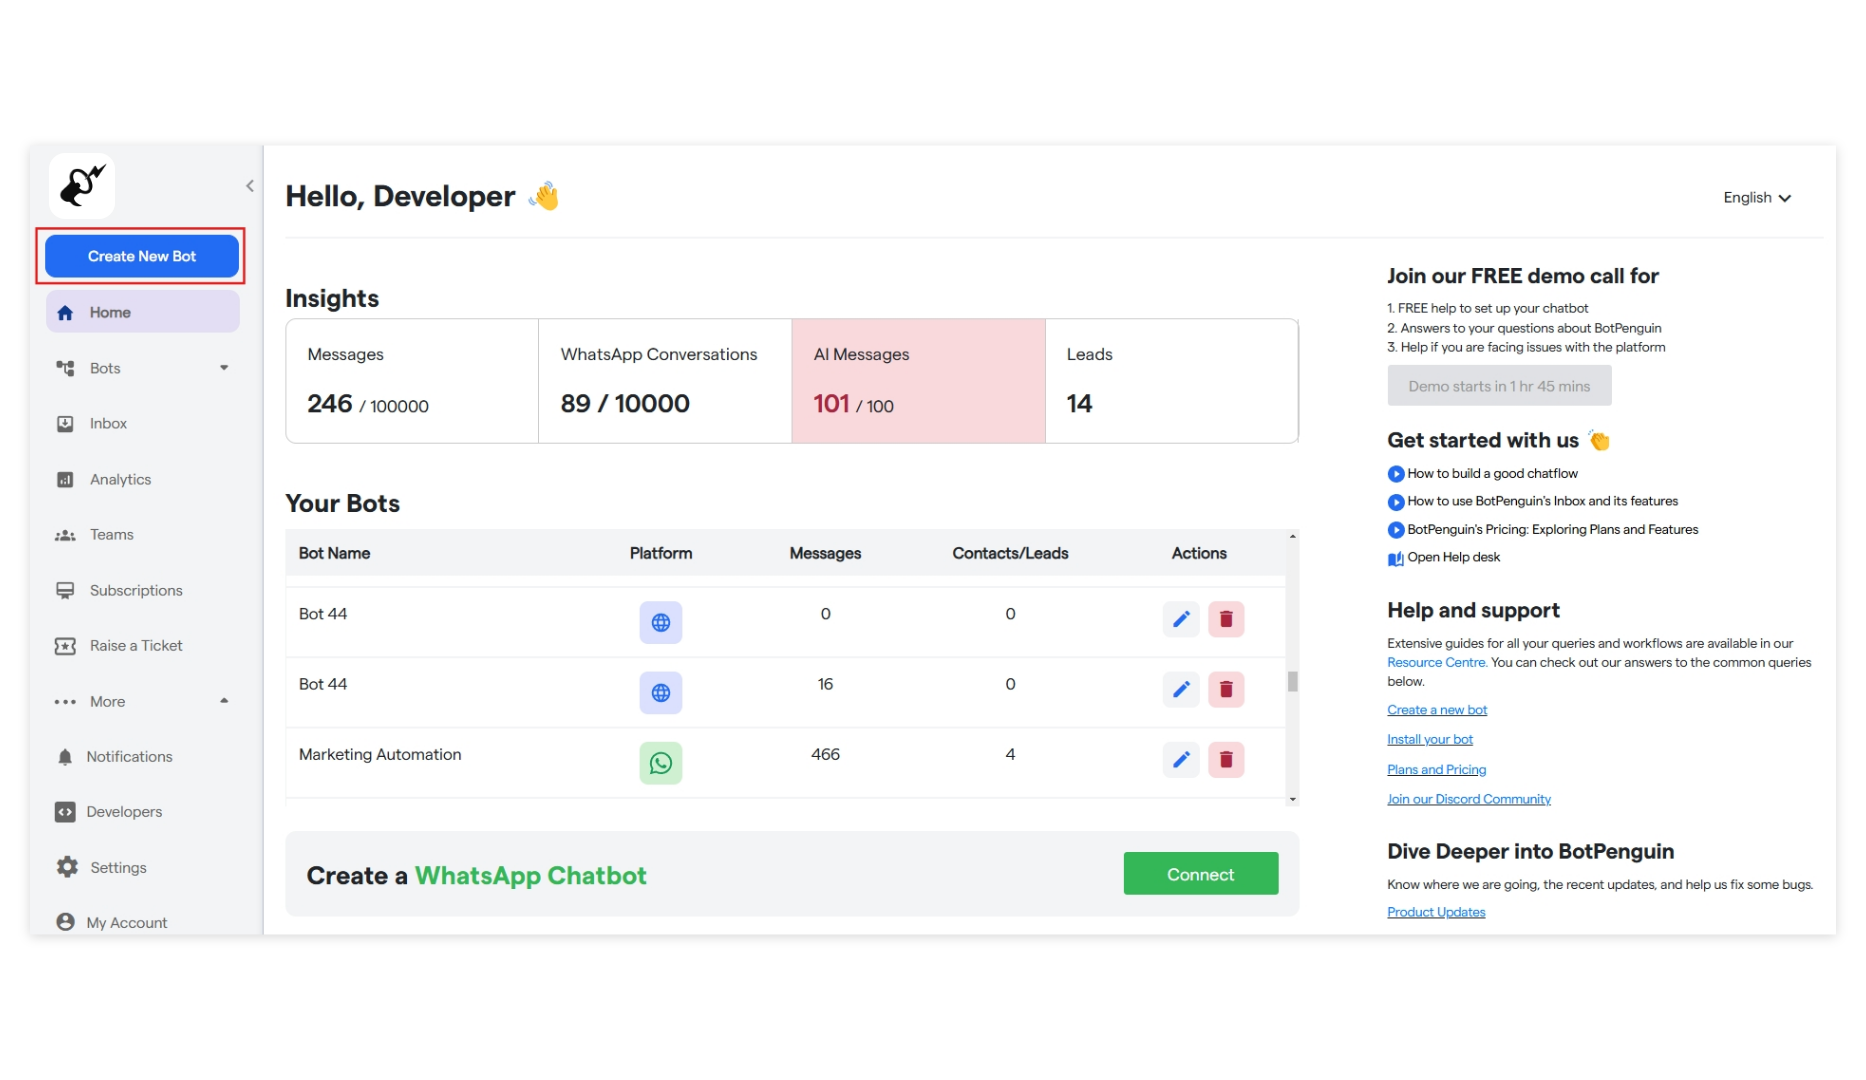 Create New Bot
Home
Bots
Inbox
Analytics
Teams
Subscriptions
Raise a Ticket
More
Notifications
Developers
Settings
My Account
Hello, Developer
English
Insights
Messages
246 / 100000
WhatsApp Conversations
89 / 10000
AI Messages
101 / 100
Leads
14
Your Bots
Bot Name Platform Messages Contacts/Leads Actions
Bot 44 0 0
Bot 44 16 0
Marketing Automation 466 4
Create a WhatsApp Chatbot
Connect
Join our FREE demo call for
1. FREE help to set up your chatbot
2. Answers to your questions about BotPenguin
3. Help if you are facing issues with the platform
Demo starts in 1 hr 45 mins
Get started with us
How to build a good chatflow
How to use BotPenguin's Inbox and its features
BotPenguin's Pricing: Exploring Plans and Features
Open Help desk
Help and support
Extensive guides for all your queries and workflows are available in our
Resource Centre. You can check out our answers to the common queries
below.
Create a new bot
Install your bot
Plans and Pricing
Join our Discord Community
Dive Deeper into BotPenguin
Know where we are going, the recent updates, and help us fix some bugs.
Product Updates